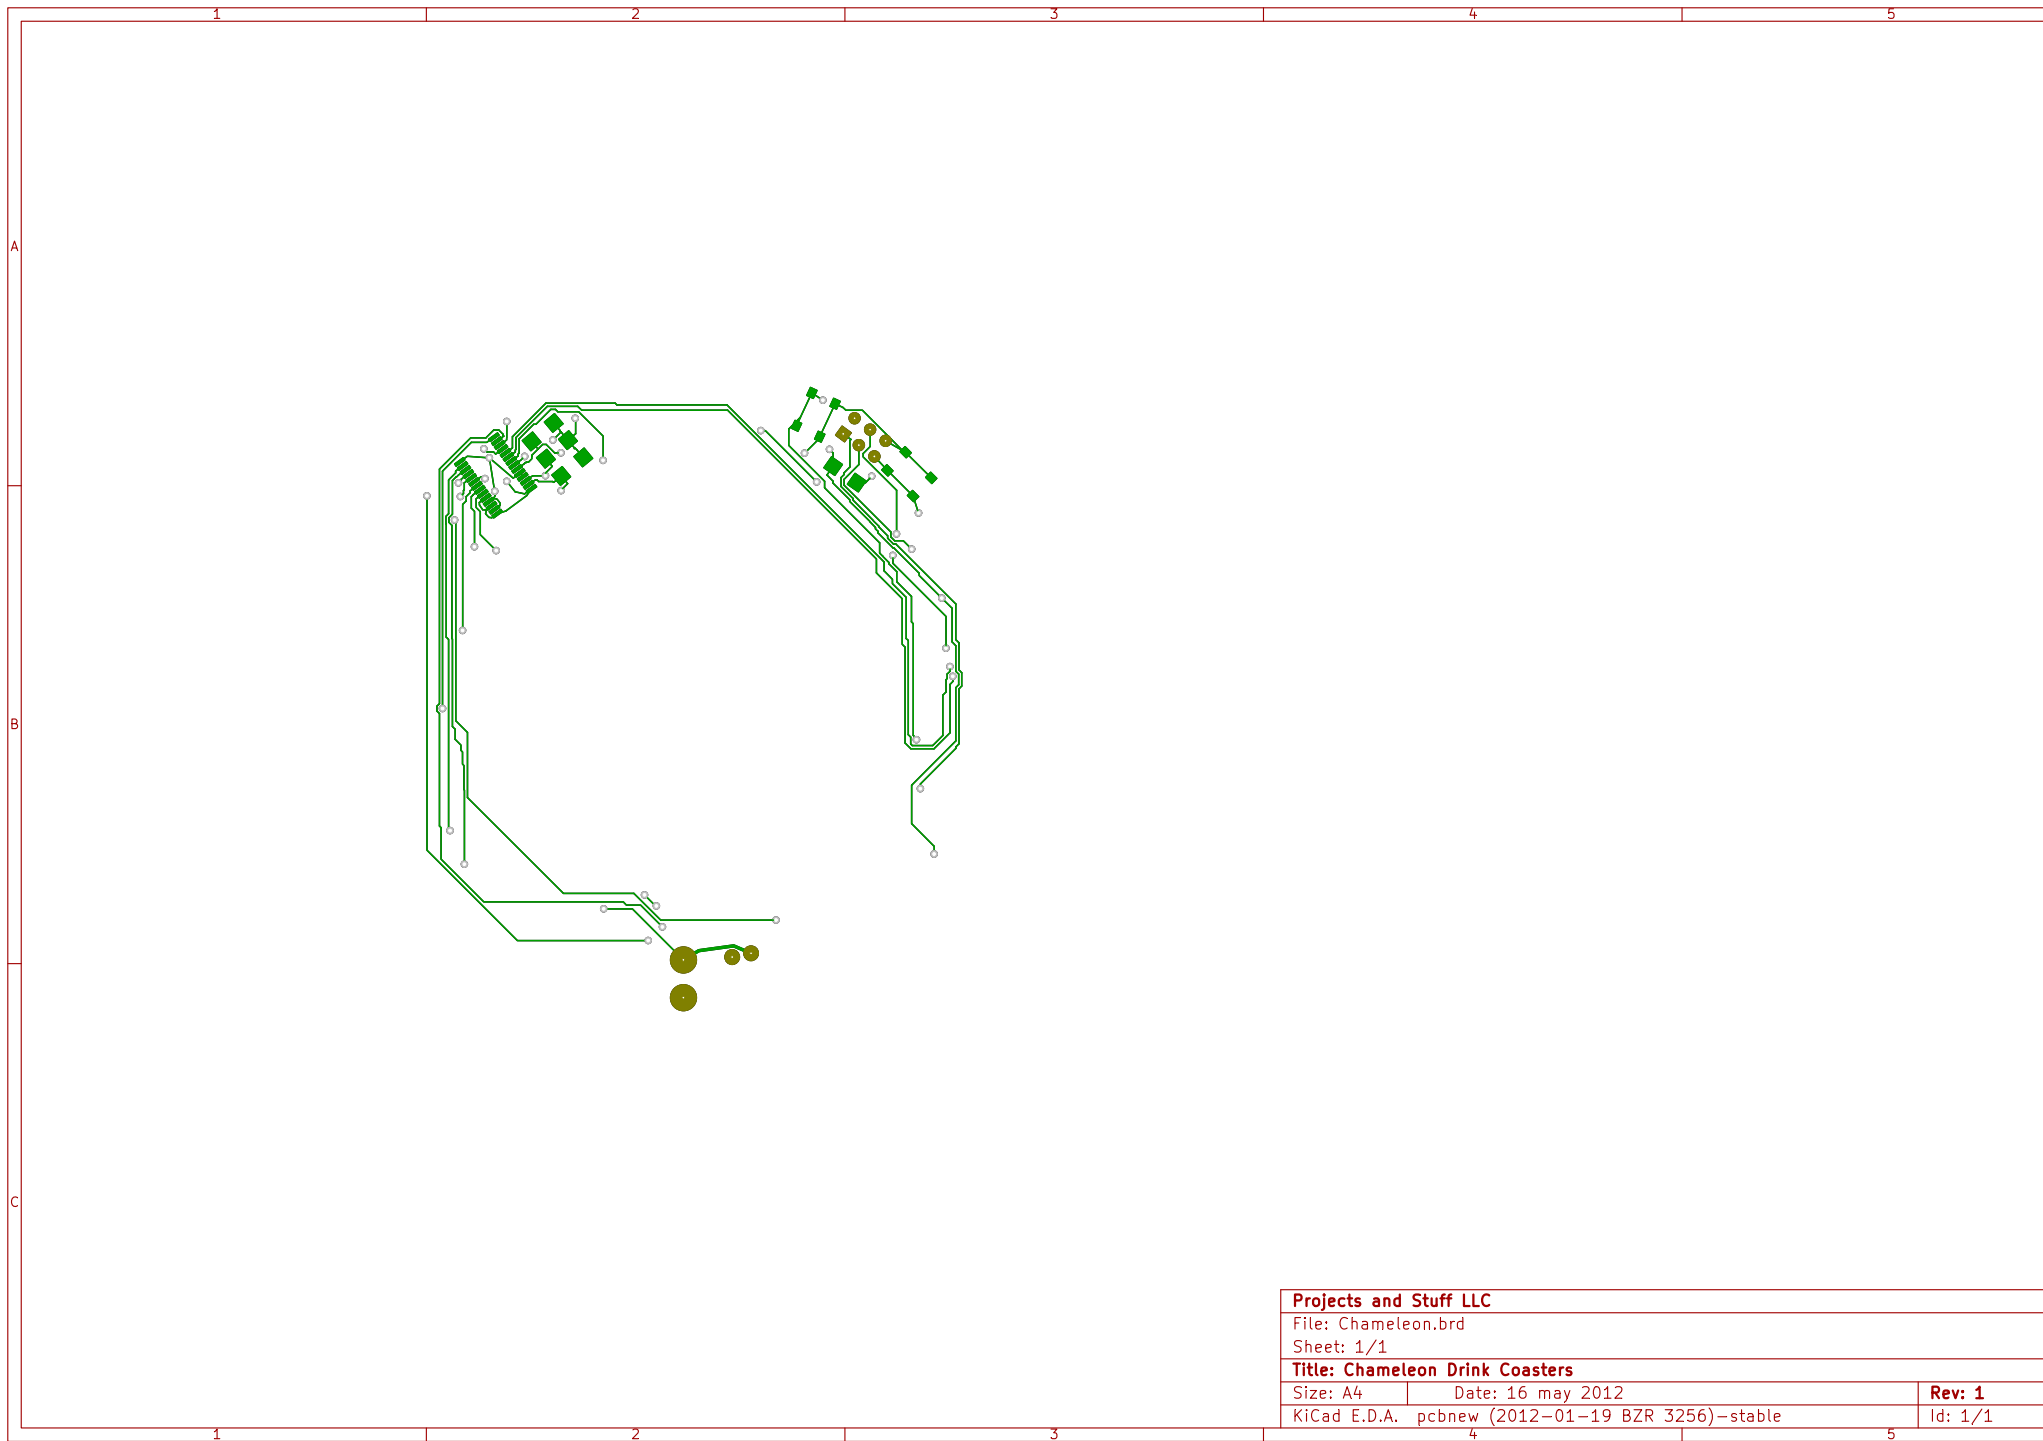 1 2 3 4 5
A
B
C
Projects and Stuff LLC
File: Chameleon.brd
Sheet: 1/1
Title: Chameleon Drink Coasters
Size: A4 Date: 16 may 2012 Rev: 1
KiCad E.D.A. pcbnew (2012-01-19 BZR 3256)-stable Id: 1/1
1 2 3 4 5